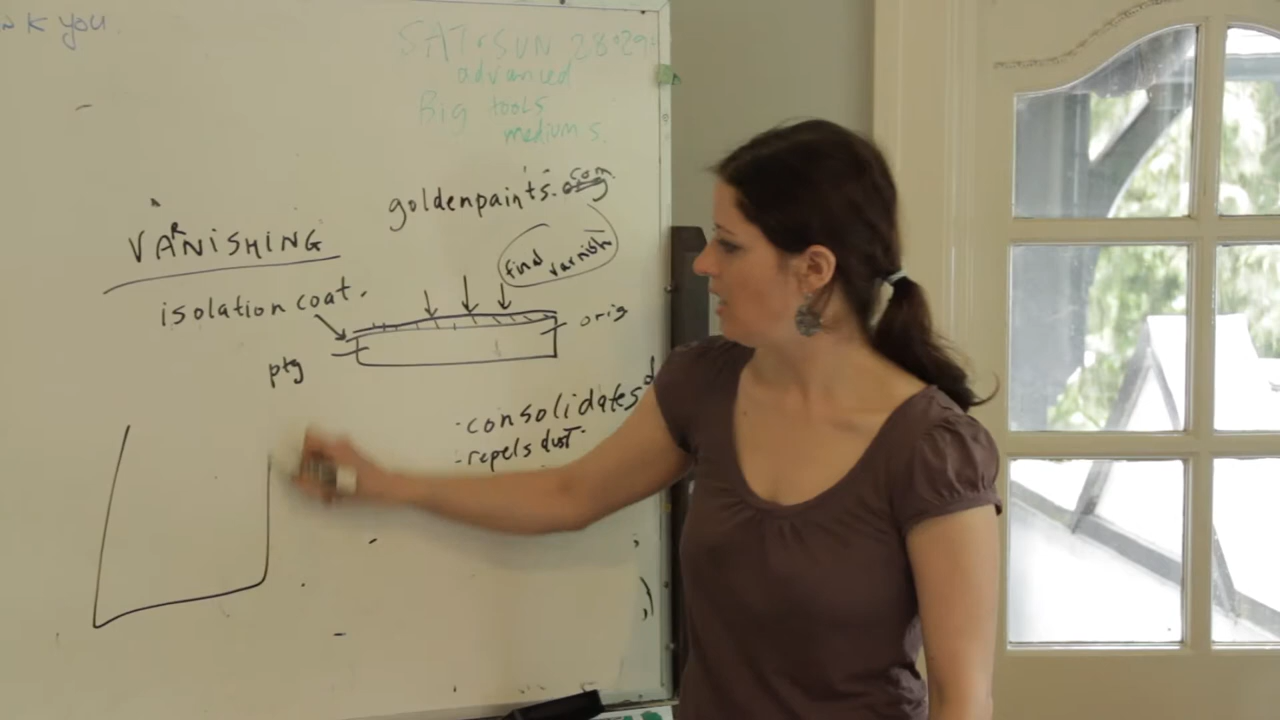 k you
SAT & SUN 28 & 29
advanced
Big tools
mediums.
goldenpaints.
com
VARNISHING
find
varnish
isolation coat.
orig
ptg
- consolidates
- repels dust